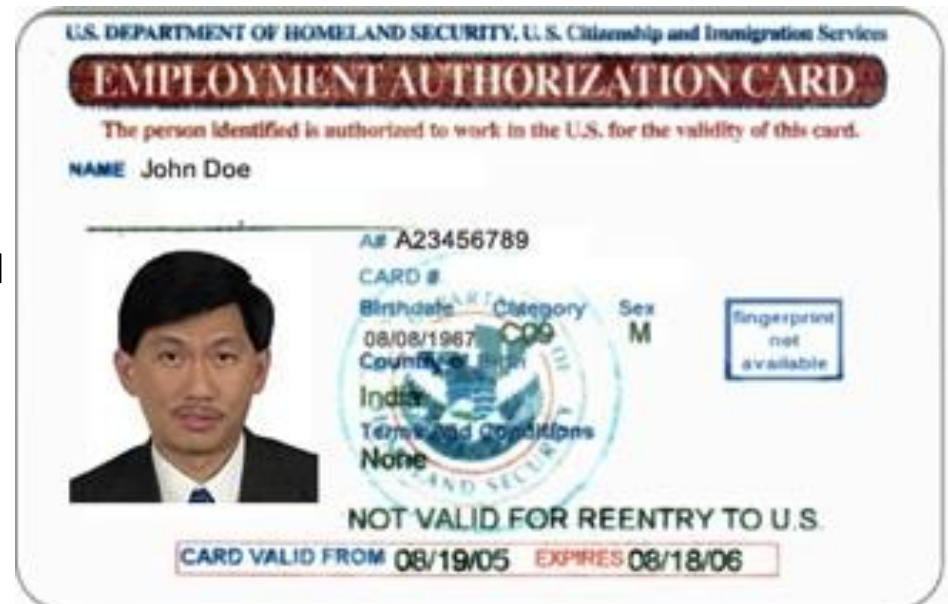 U.S. DEPARTMENT OF HOMELAND SECURITY, U. S. Citizenship and Immigration Services
EMPLOYMENT AUTHORIZATION CARD
The person identified is authorized to work in the U.S. for the validity of this card.
NAME John Doe
A# A23456789
CARD #
Birthdate Category Sex
08/08/1967 C09 M
Country of Birth
India
Terms and Conditions
None
fingerprint
not
available
NOT VALID FOR REENTRY TO U.S.
CARD VALID FROM 08/19/05 EXPIRES 08/18/06